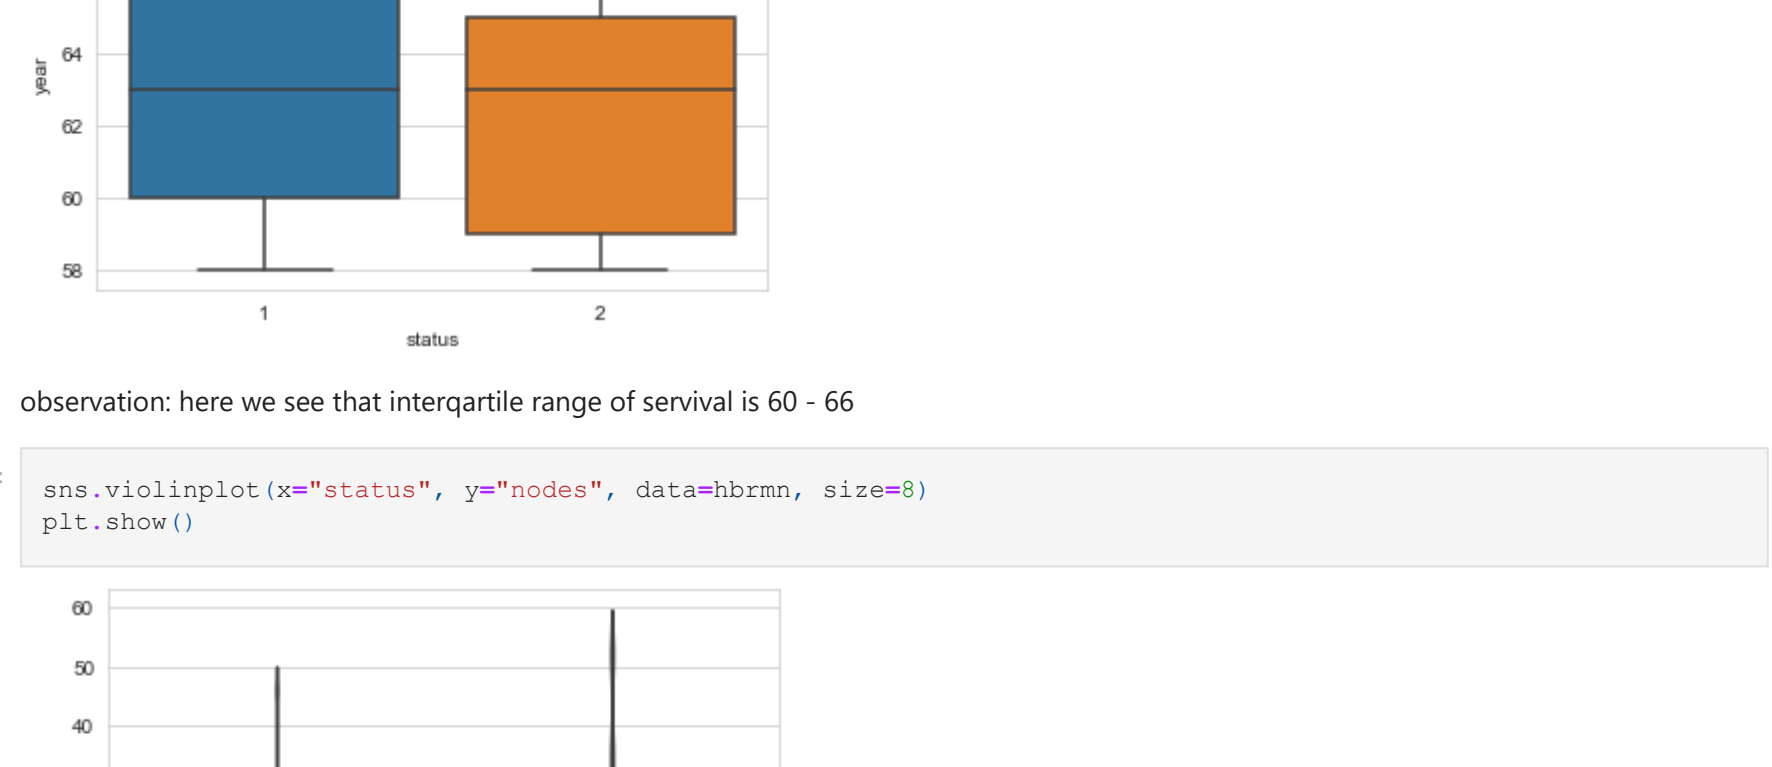 64
year
62
60
58
1 2
status
observation: here we see that interqartile range of servival is 60 - 66
sns.violinplot(x="status", y="nodes", data=hbrmn, size=8)
plt.show()
60
50
40